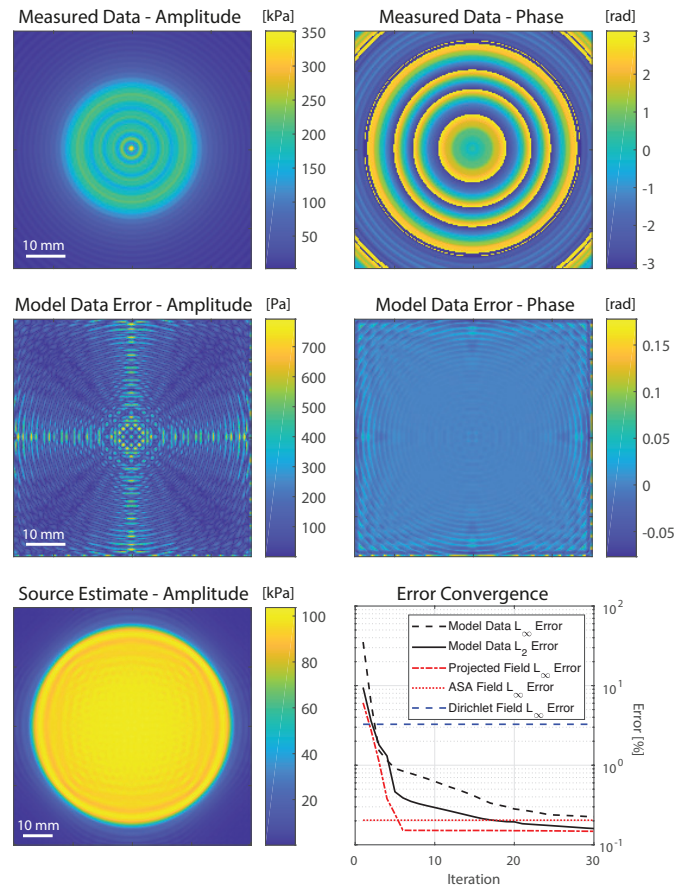 Measured Data - Amplitude
[kPa]
350
300
250
200
150
100
50
10 mm
Measured Data - Phase
[rad]
3
2
1
0
-1
-2
-3
Model Data Error - Amplitude
[Pa]
700
600
500
400
300
200
100
10 mm
Model Data Error - Phase
[rad]
0.15
0.1
0.05
0
-0.05
Source Estimate - Amplitude
[kPa]
100
80
60
40
20
10 mm
Error Convergence
Model Data L∞ Error
Model Data L2 Error
Projected Field L∞ Error
ASA Field L∞ Error
Dirichlet Field L∞ Error
10^2
10^1
10^0
10^-1
Error [%]
0 10 20 30
Iteration